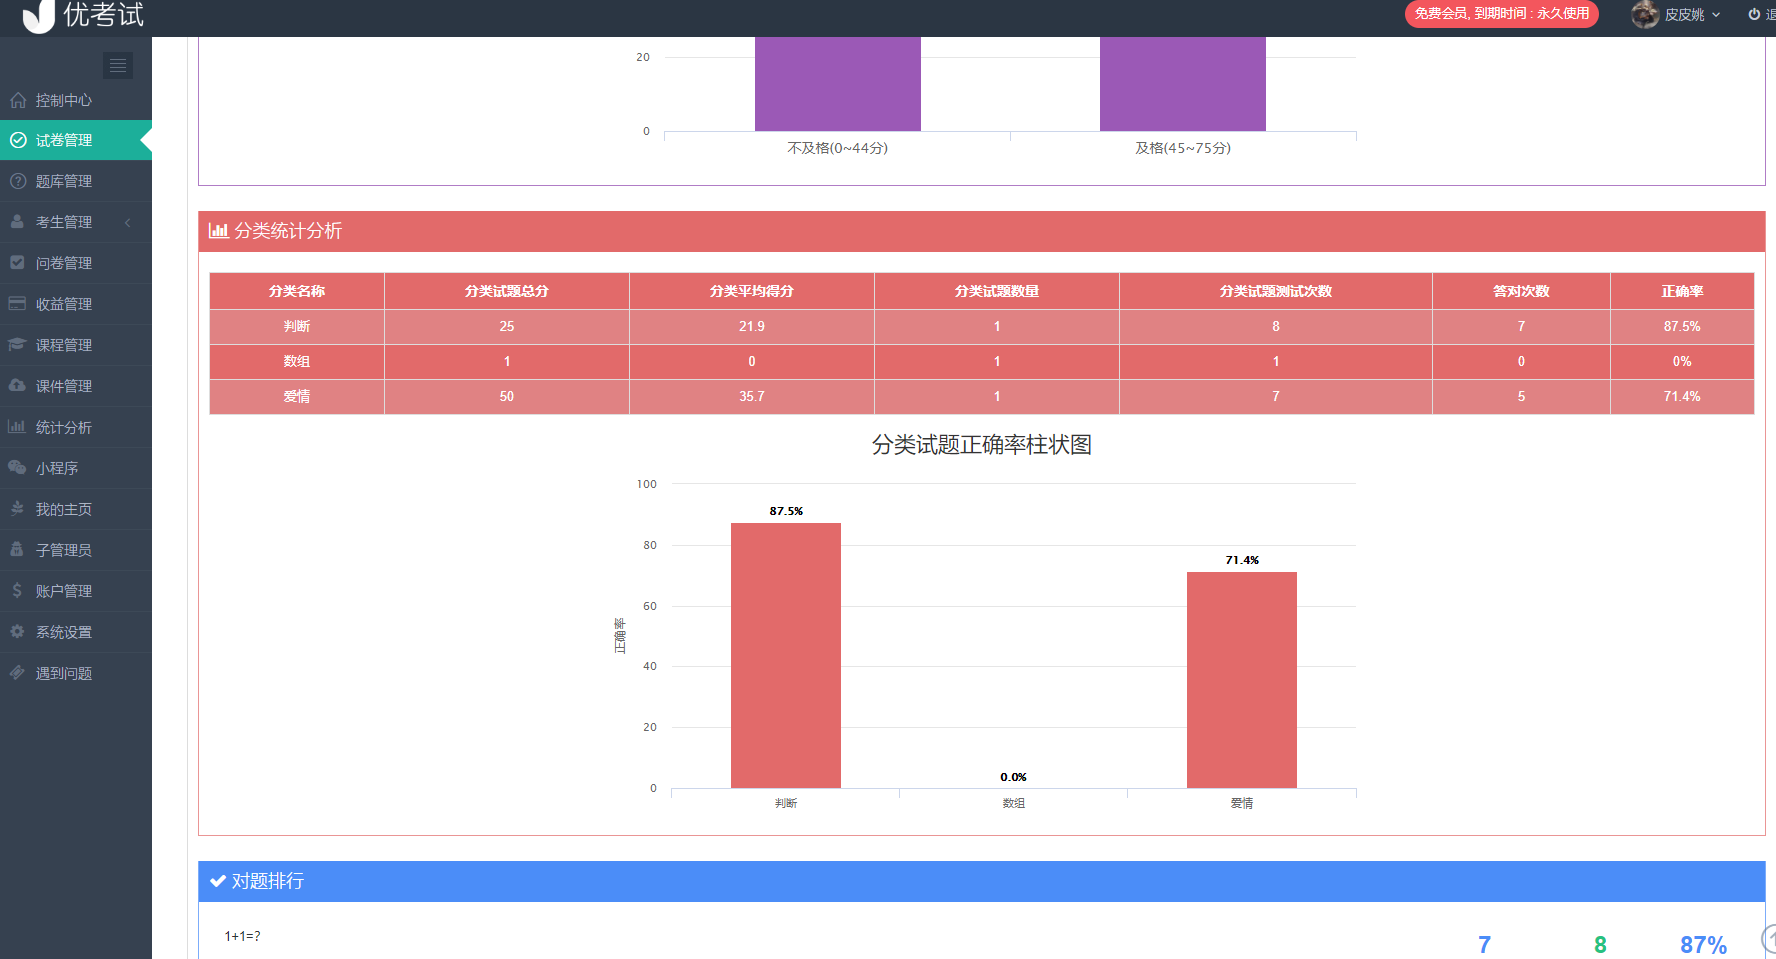 优考试
免费会员, 到期时间 : 永久使用
皮皮姚
控制中心
试卷管理
题库管理
考生管理
问卷管理
收益管理
课程管理
课件管理
统计分析
小程序
我的主页
子管理员
账户管理
系统设置
遇到问题
20
0
不及格(0~44分) 及格(45~75分)
分类统计分析
分类名称 分类试题总分 分类平均得分 分类试题数量 分类试题测试次数 答对次数 正确率
判断 25 21.9 1 8 7 87.5%
数组 1 0 1 1 0 0%
爱情 50 35.7 1 7 5 71.4%
分类试题正确率柱状图
100
80
60
40
20
0
正确率
87.5%
0.0%
71.4%
判断 数组 爱情
对题排行
1+1=? 7 8 87%